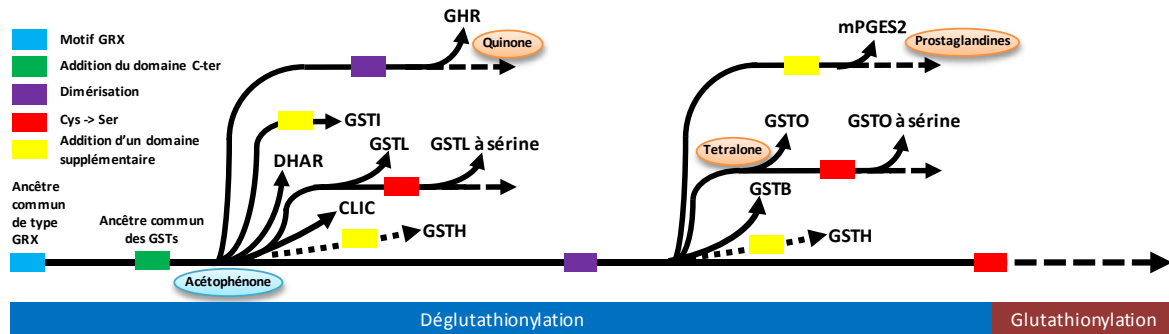 Motif GRX
Addition du domaine C-ter
Dimérisation
Cys -> Ser
Addition d'un domaine
supplémentaire
Ancêtre
commun
de type
GRX
Ancêtre commun
des GSTs
GHR
Quinone
GSTI
DHAR
GSTL
GSTL à sérine
CLIC
GSTH
Acétophénone
mPGES2
Prostaglandines
GSTO
GSTO à sérine
Tetralone
GSTB
GSTH
Déglutathionylation
Glutathionylation